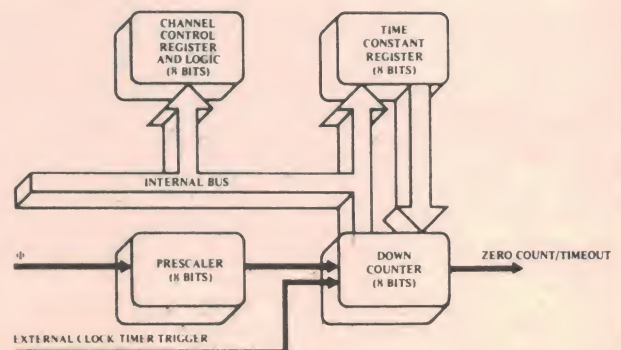 CHANNEL
CONTROL
REGISTER
AND LOGIC
(8 BITS)
TIME
CONSTANT
REGISTER
(8 BITS)
INTERNAL BUS
Φ
PRESCALER
(8 BITS)
DOWN
COUNTER
(8 BITS)
ZERO COUNT/TIMEOUT
EXTERNAL CLOCK TIMER TRIGGER